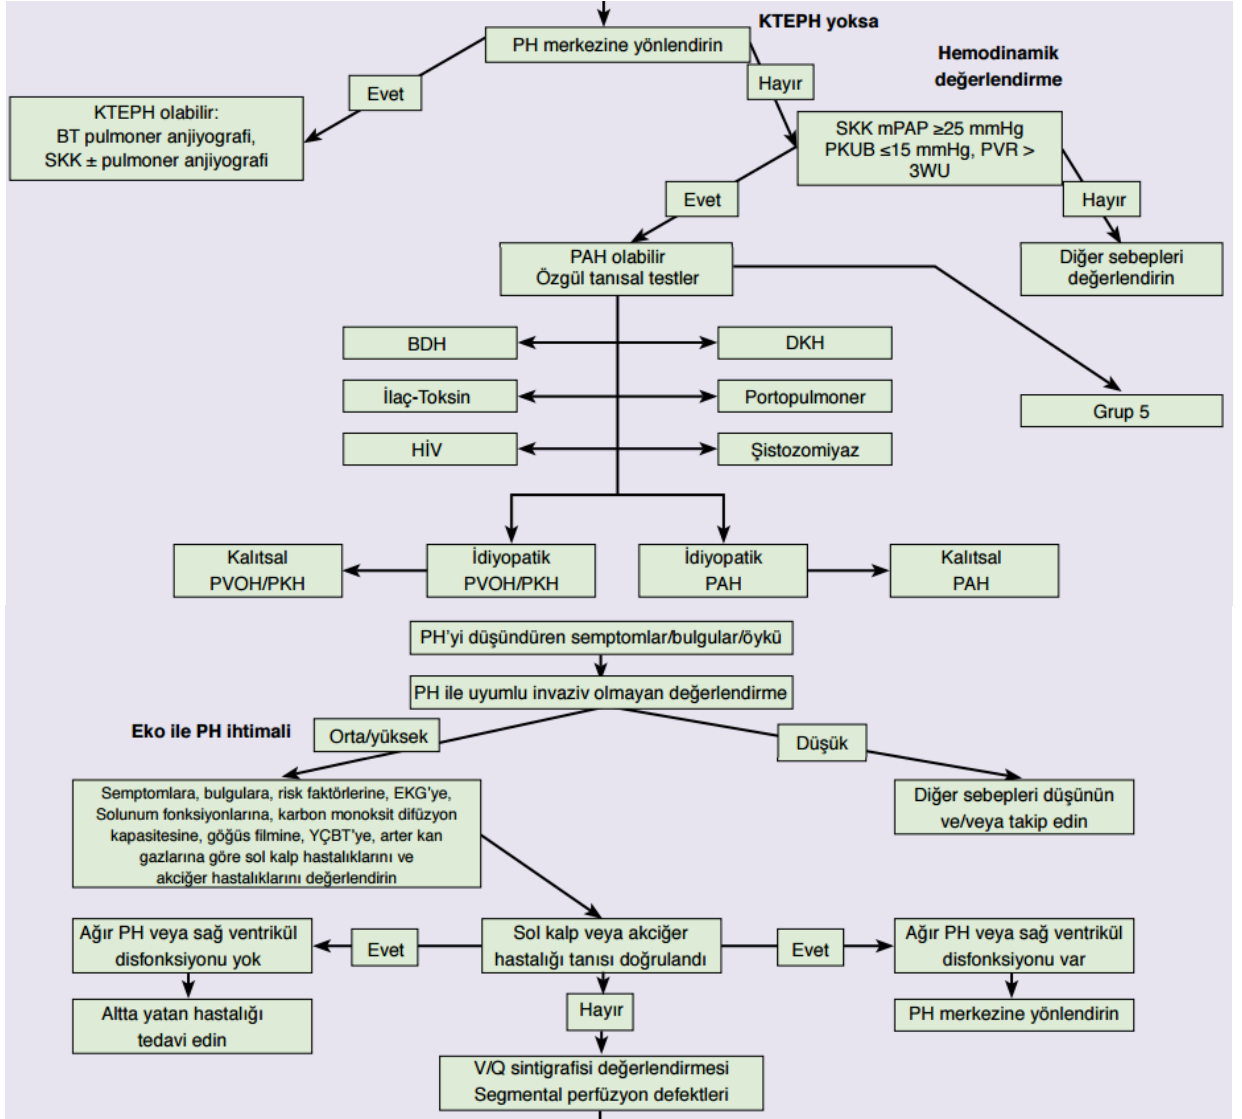 KTEPH yoksa
PH merkezine yönlendirin
Hemodinamik
değerlendirme
Evet
Hayır
KTEPH olabilir:
BT pulmoner anjiyografi,
SKK ± pulmoner anjiyografi
SKK mPAP ≥25 mmHg
PKUB ≤15 mmHg, PVR >
3WU
Evet
Hayır
PAH olabilir
Özgül tanısal testler
Diğer sebepleri
değerlendirin
BDH
DKH
İlaç-Toksin
Portopulmoner
Grup 5
HİV
Şistozomiyaz
Kalıtsal
PVOH/PKH
İdiyopatik
PVOH/PKH
İdiyopatik
PAH
Kalıtsal
PAH
PH'yi düşündüren semptomlar/bulgular/öykü
PH ile uyumlu invaziv olmayan değerlendirme
Eko ile PH ihtimali
Orta/yüksek
Düşük
Semptomlara, bulgulara, risk faktörlerine, EKG'ye,
Solunum fonksiyonlarına, karbon monoksit difüzyon
kapasitesine, göğüs filmine, YÇBT'ye, arter kan
gazlarına göre sol kalp hastalıklarını ve
akciğer hastalıklarını değerlendirin
Diğer sebepleri düşünün
ve/veya takip edin
Ağır PH veya sağ ventrikül
disfonksiyonu yok
Evet
Sol kalp veya akciğer
hastalığı tanısı doğrulandı
Evet
Ağır PH veya sağ ventrikül
disfonksiyonu var
Altta yatan hastalığı
tedavi edin
Hayır
PH merkezine yönlendirin
V/Q sintigrafisi değerlendirmesi
Segmental perfüzyon defektleri